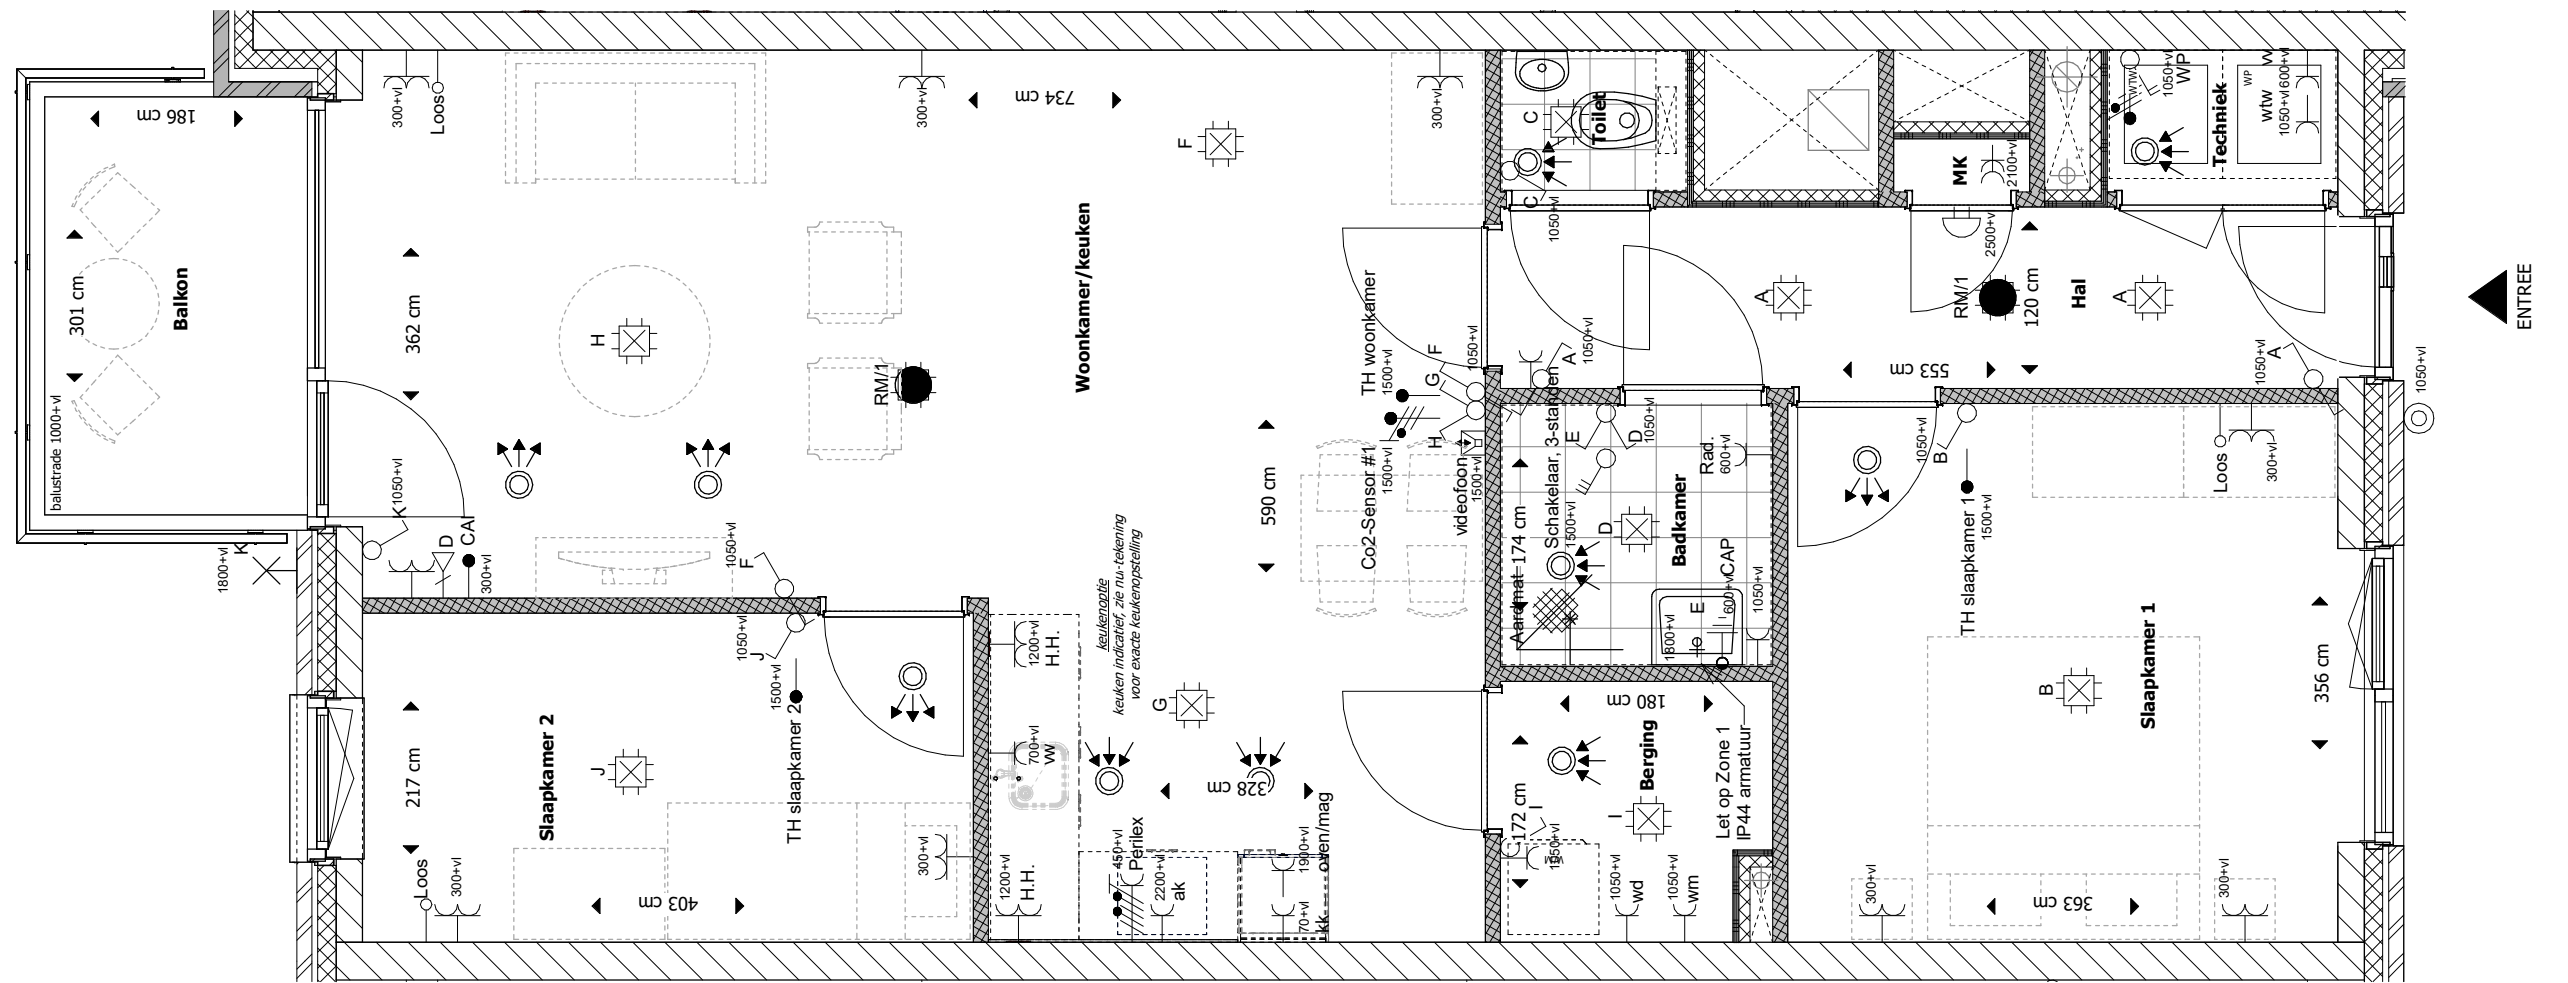 186 cm
301 cm
Balkon
balustrade 1000+vl
K
1800+vl
300+vl
Loos
362 cm
H
K
1050+vl
D
CAI
300+vl
300+vl
734 cm
F
300+vl
Woonkamer/keuken
RM/1
590 cm
F
1050+vl
TH woonkamer
1500+vl
Co2-Sensor #1
1500+vl
F
G
H
1050+vl
videofoon
1500+vl
keukenoptie
keuken indicatief, zie nul-tekening
voor exacte keukenopstelling
G
328 cm
1200+vl
H.H.
700+vl
vw
1200+vl
H.H.
450+vl
Perilex
2200+vl
ak
1900+vl
oven/mag
70+vl
kk
Slaapkamer 2
217 cm
403 cm
J
J
1050+vl
1500+vl
TH slaapkamer 2
Loos
300+vl
300+vl
Toilet
C
C
1050+vl
MK
2100+vl
2500+vl
Techniek
WTW
1050+vl
WP
WP
wtw
1050+vl
w
1600+vl
Hal
A
A
RM/1
120 cm
553 cm
A
1050+vl
A
1050+vl
1050+vl
ENTREE
Badkamer
Aardmat 174 cm
Schakelaar, 3-standen
1500+vl
E
D
1050+vl
D
Rad.
600+vl
CAP
600+vl
E
1800+vl
1050+vl
180 cm
Berging
172 cm
I
I
1050+vl
WM
1050+vl
wd
1050+vl
wm
Let op Zone 1
IP44 armatuur
Slaapkamer 1
B
1050+vl
TH slaapkamer 1
1500+vl
Loos
300+vl
B
356 cm
363 cm
300+vl
300+vl